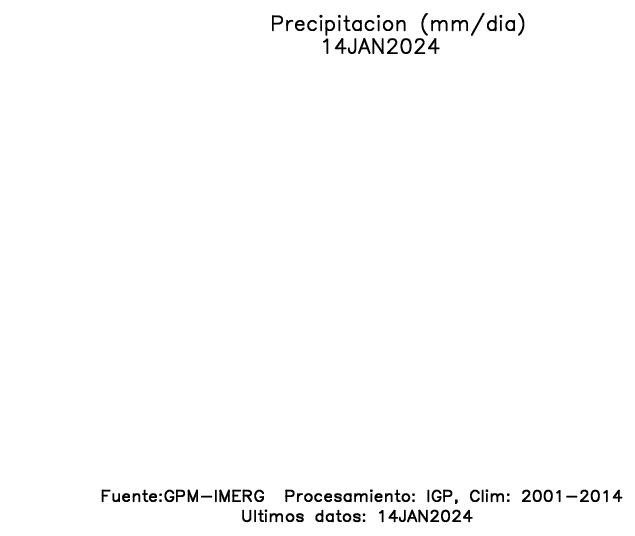 Precipitacion (mm/dia)
14JAN2024
Fuente:GPM-IMERG Procesamiento: IGP, Clim: 2001-2014
Ultimos datos: 14JAN2024